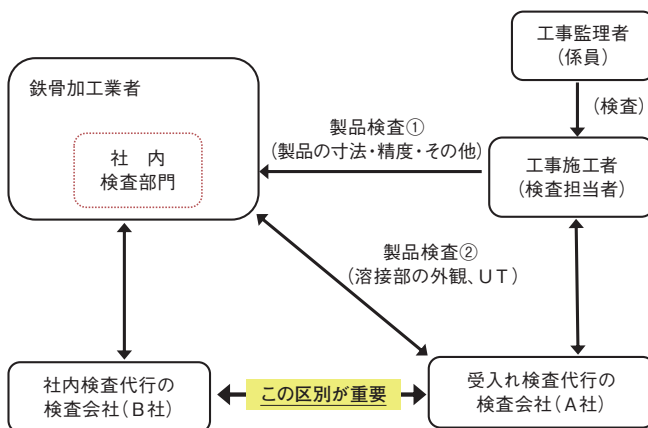 工事監理者
(係員)
鉄骨加工業者
(検査)
製品検査①
(製品の寸法・精度・その他)
社　内
検査部門
工事施工者
(検査担当者)
製品検査②
(溶接部の外観、UT)
社内検査代行の
検査会社(B社)
この区別が重要
受入れ検査代行の
検査会社(A社)